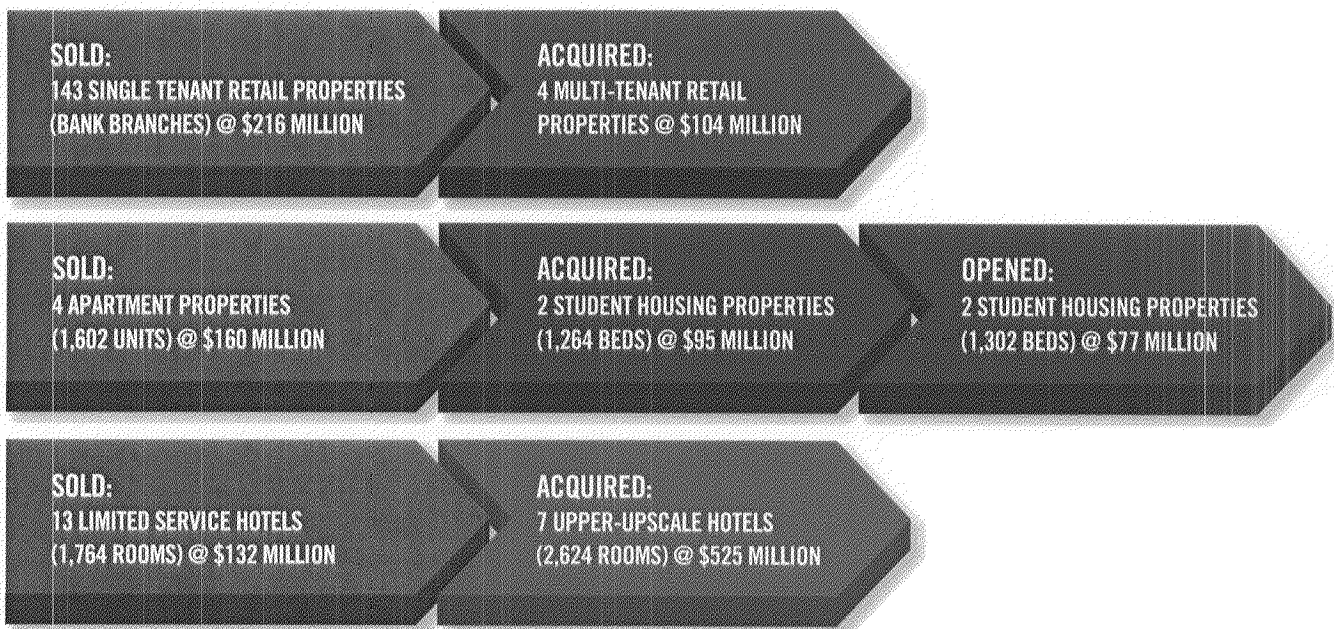 SOLD:
143 SINGLE TENANT RETAIL PROPERTIES
(BANK BRANCHES) @ $216 MILLION
ACQUIRED:
4 MULTI-TENANT RETAIL
PROPERTIES @ $104 MILLION
SOLD:
4 APARTMENT PROPERTIES
(1,602 UNITS) @ $160 MILLION
ACQUIRED:
2 STUDENT HOUSING PROPERTIES
(1,264 BEDS) @ $95 MILLION
OPENED:
2 STUDENT HOUSING PROPERTIES
(1,302 BEDS) @ $77 MILLION
SOLD:
13 LIMITED SERVICE HOTELS
(1,764 ROOMS) @ $132 MILLION
ACQUIRED:
7 UPPER-UPSCALE HOTELS
(2,624 ROOMS) @ $525 MILLION